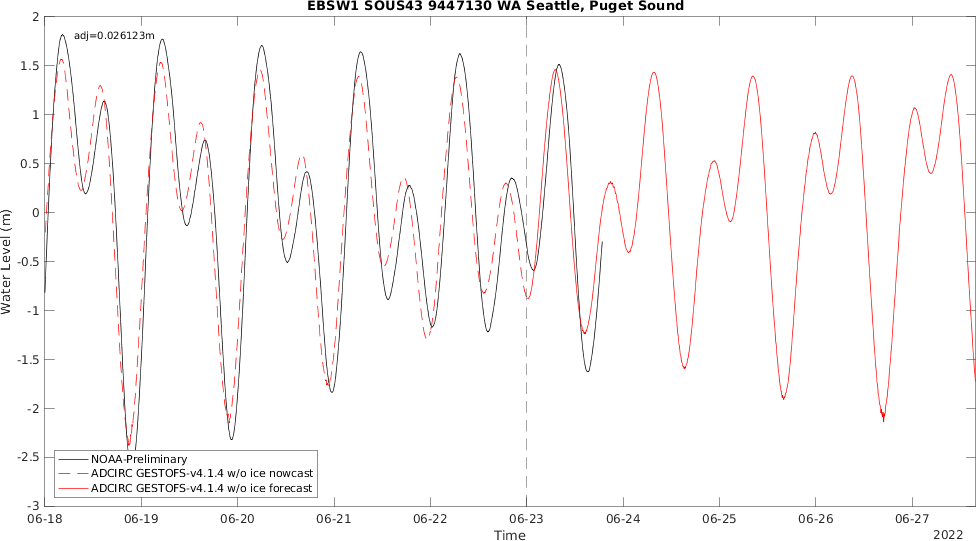 EBSW1 SOUS43 9447130 WA Seattle, Puget Sound
adj=0.026123m
2
1.5
1
0.5
0
-0.5
-1
-1.5
-2
-2.5
-3
Water Level (m)
NOAA-Preliminary
ADCIRC GESTOFS-v4.1.4 w/o ice nowcast
ADCIRC GESTOFS-v4.1.4 w/o ice forecast
06-18 06-19 06-20 06-21 06-22 06-23 06-24 06-25 06-26 06-27
Time
2022